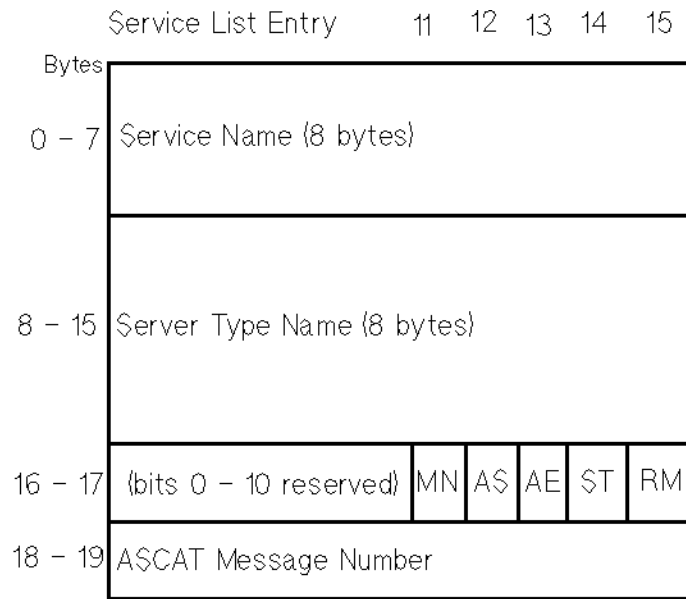 Service List Entry 11 12 13 14 15
Bytes
0 - 7 Service Name (8 bytes)
8 - 15 Server Type Name (8 bytes)
16 - 17 (bits 0 - 10 reserved) MN AS AE ST RM
18 - 19 ASCAT Message Number